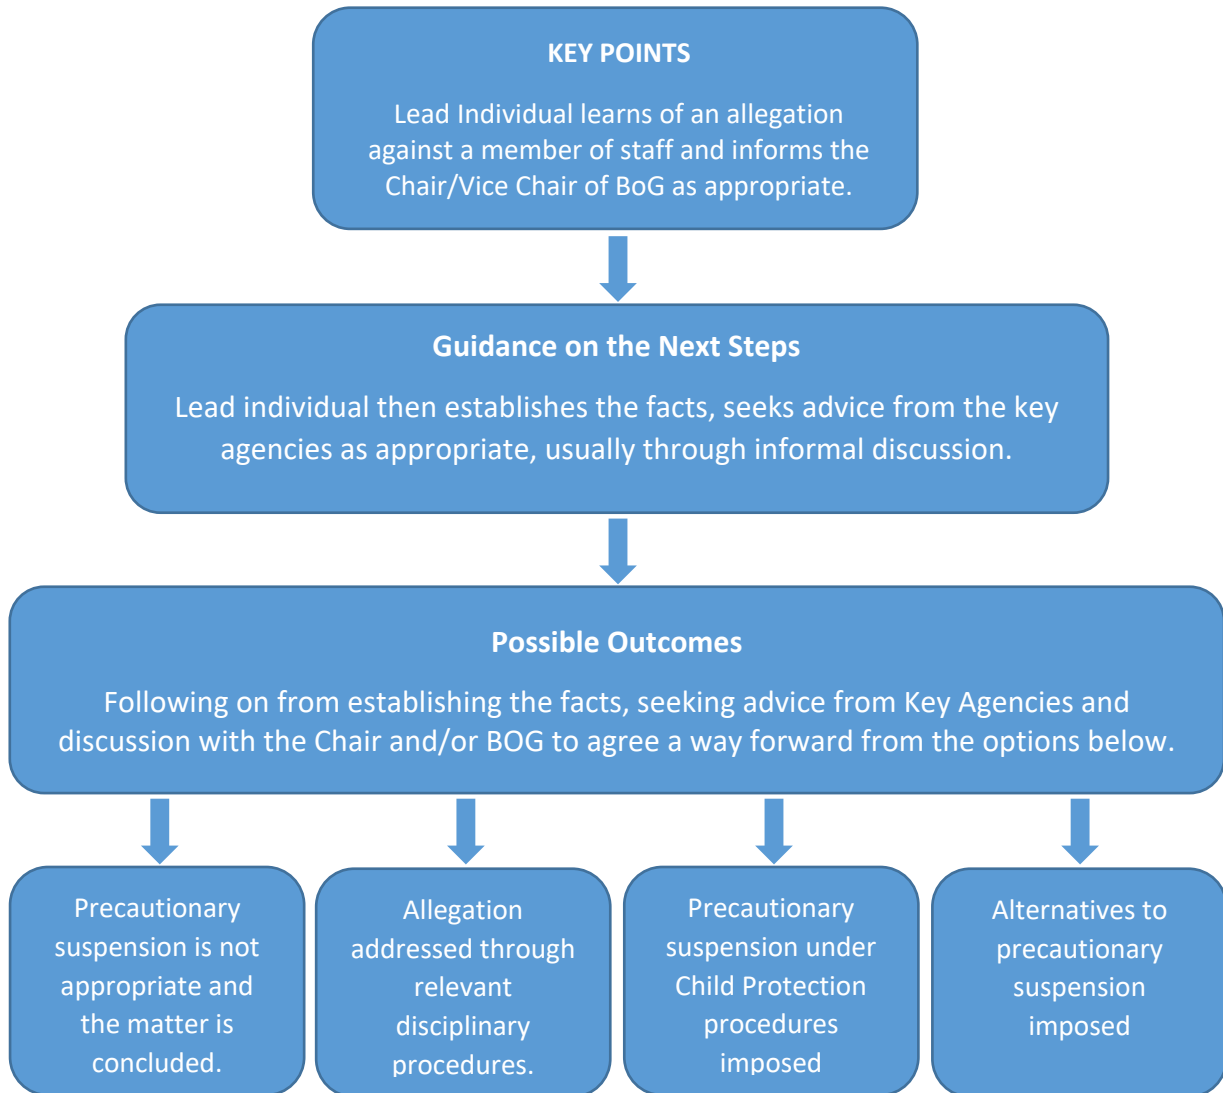 KEY POINTS
Lead Individual learns of an allegation
against a member of staff and informs the
Chair/Vice Chair of BoG as appropriate.
Guidance on the Next Steps
Lead individual then establishes the facts, seeks advice from the key
agencies as appropriate, usually through informal discussion.
Possible Outcomes
Following on from establishing the facts, seeking advice from Key Agencies and
discussion with the Chair and/or BOG to agree a way forward from the options below.
Precautionary
suspension is not
appropriate and
the matter is
concluded.
Allegation
addressed through
relevant
disciplinary
procedures.
Precautionary
suspension under
Child Protection
procedures
imposed
Alternatives to
precautionary
suspension
imposed